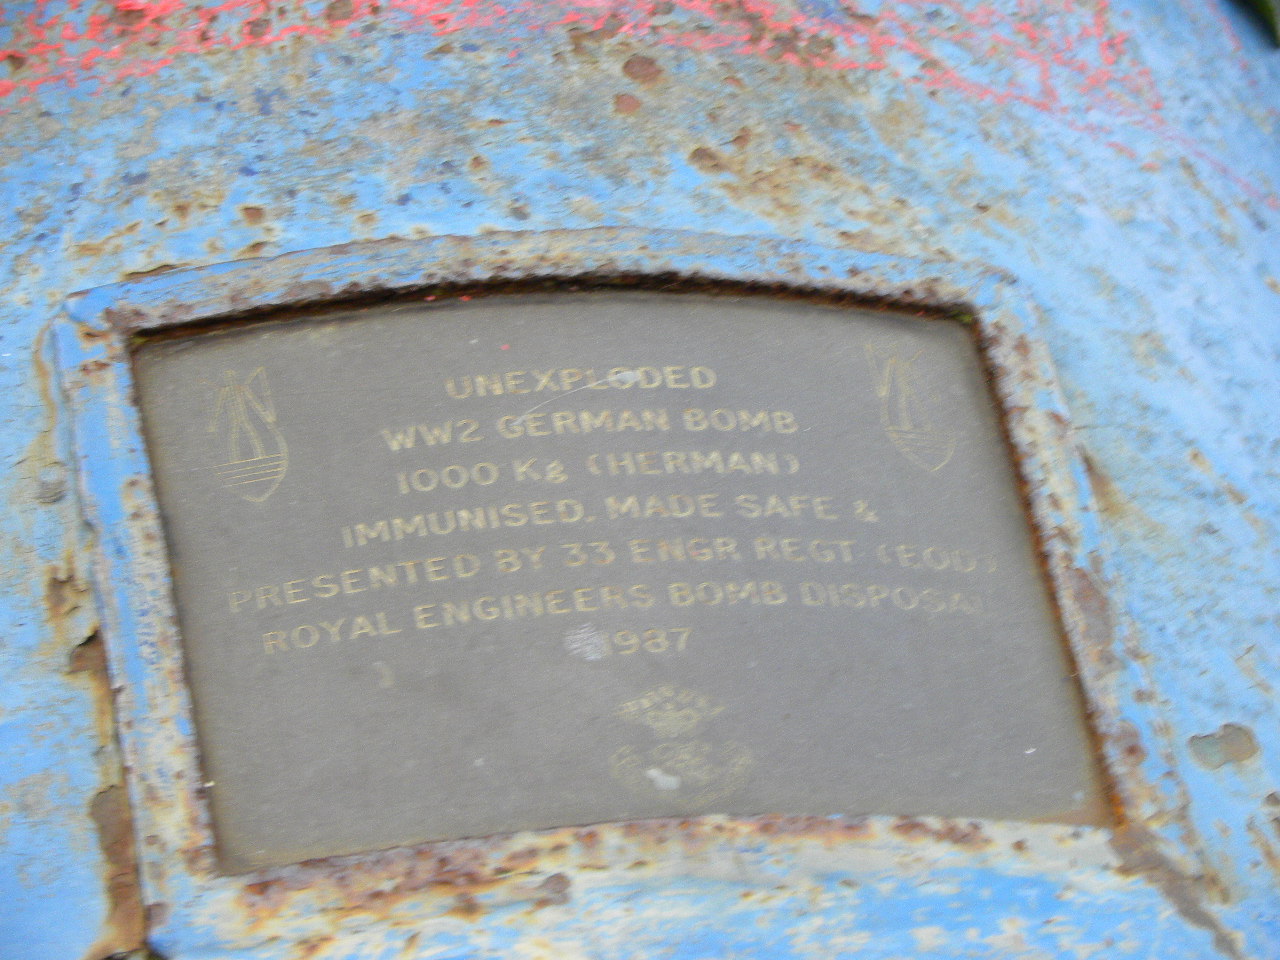 UNEXPLODED
WW2 GERMAN BOMB
1000 Kg (HERMAN)
IMMUNISED. MADE SAFE &
PRESENTED BY 33 ENGR REGT (EOD)
ROYAL ENGINEERS BOMB DISPOSAL
1987